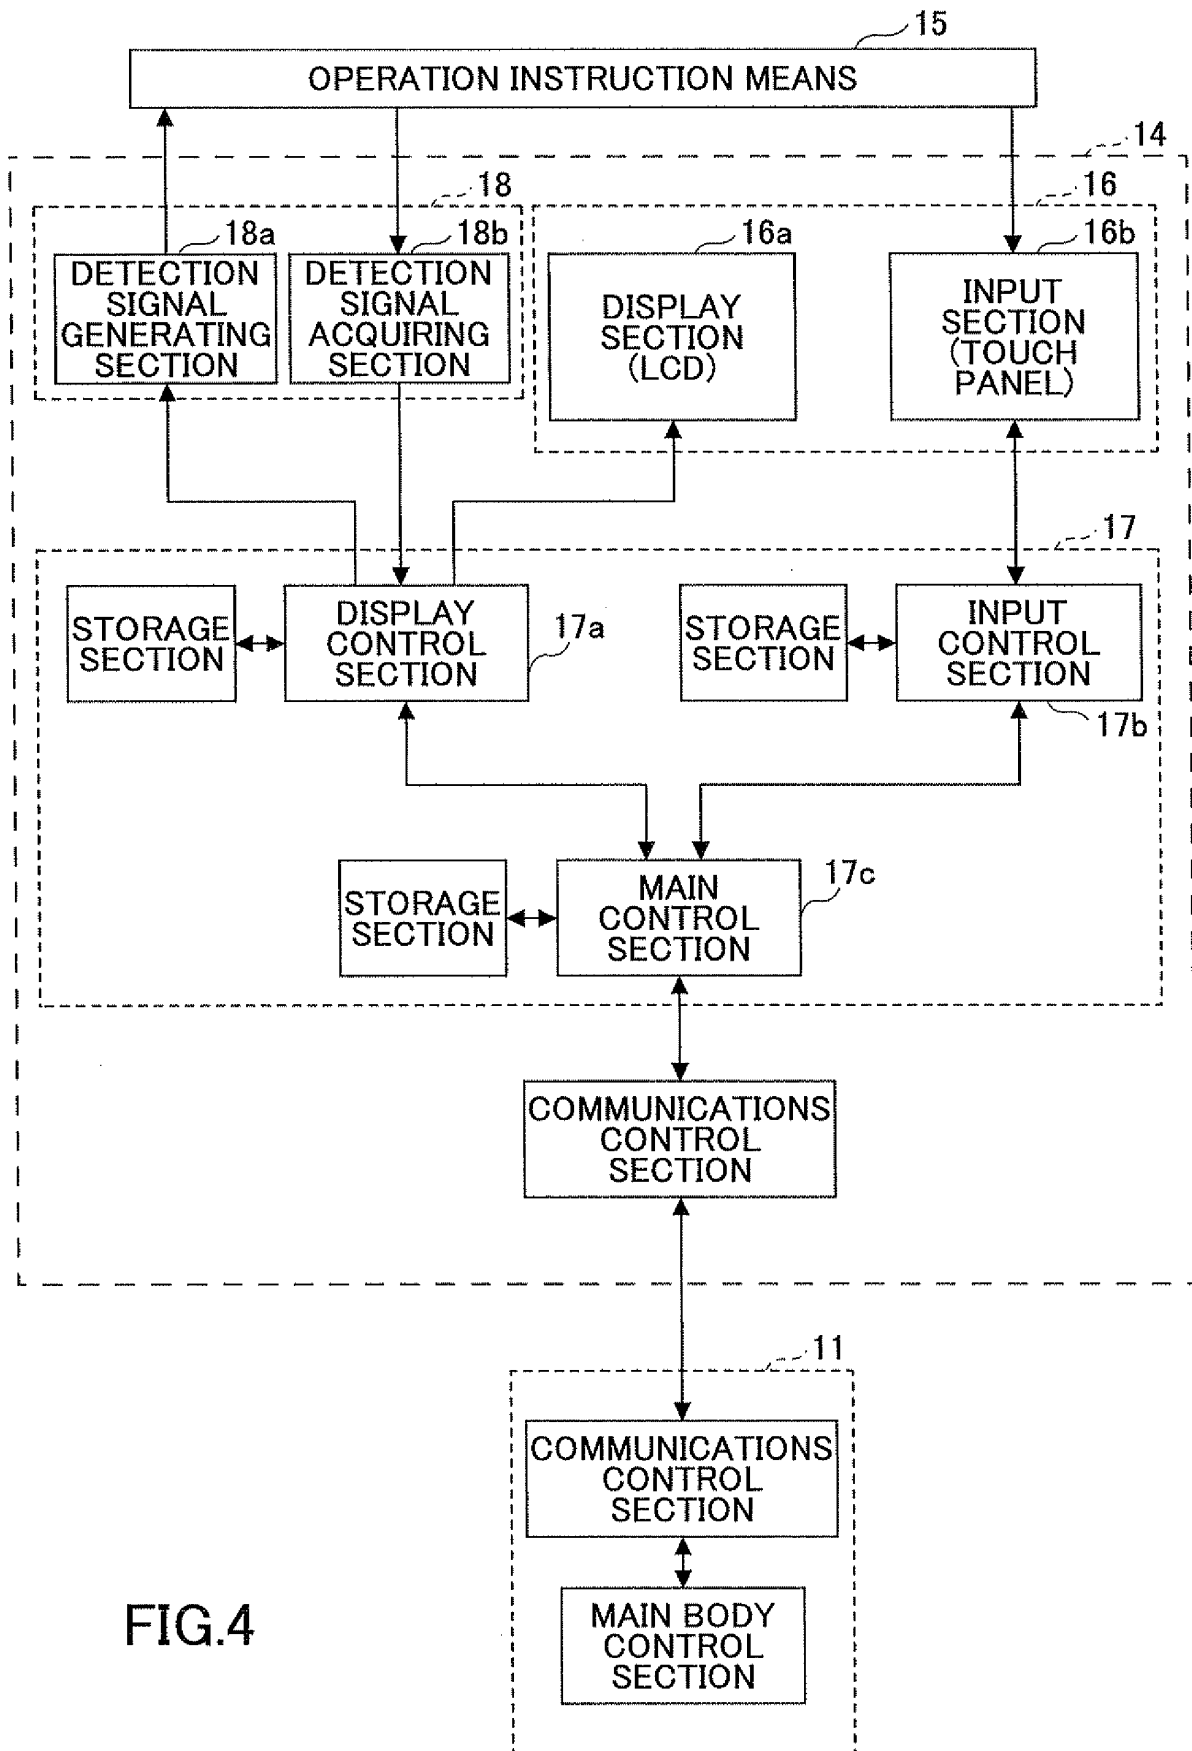 15
OPERATION INSTRUCTION MEANS
14
18
16
18a
18b
16a
16b
DETECTION
SIGNAL
GENERATING
SECTION
DETECTION
SIGNAL
ACQUIRING
SECTION
DISPLAY
SECTION
(LCD)
INPUT
SECTION
(TOUCH
PANEL)
17
STORAGE
SECTION
DISPLAY
CONTROL
SECTION
17a
STORAGE
SECTION
INPUT
CONTROL
SECTION
17b
STORAGE
SECTION
MAIN
CONTROL
SECTION
17c
COMMUNICATIONS
CONTROL
SECTION
11
COMMUNICATIONS
CONTROL
SECTION
MAIN BODY
CONTROL
SECTION
FIG.4